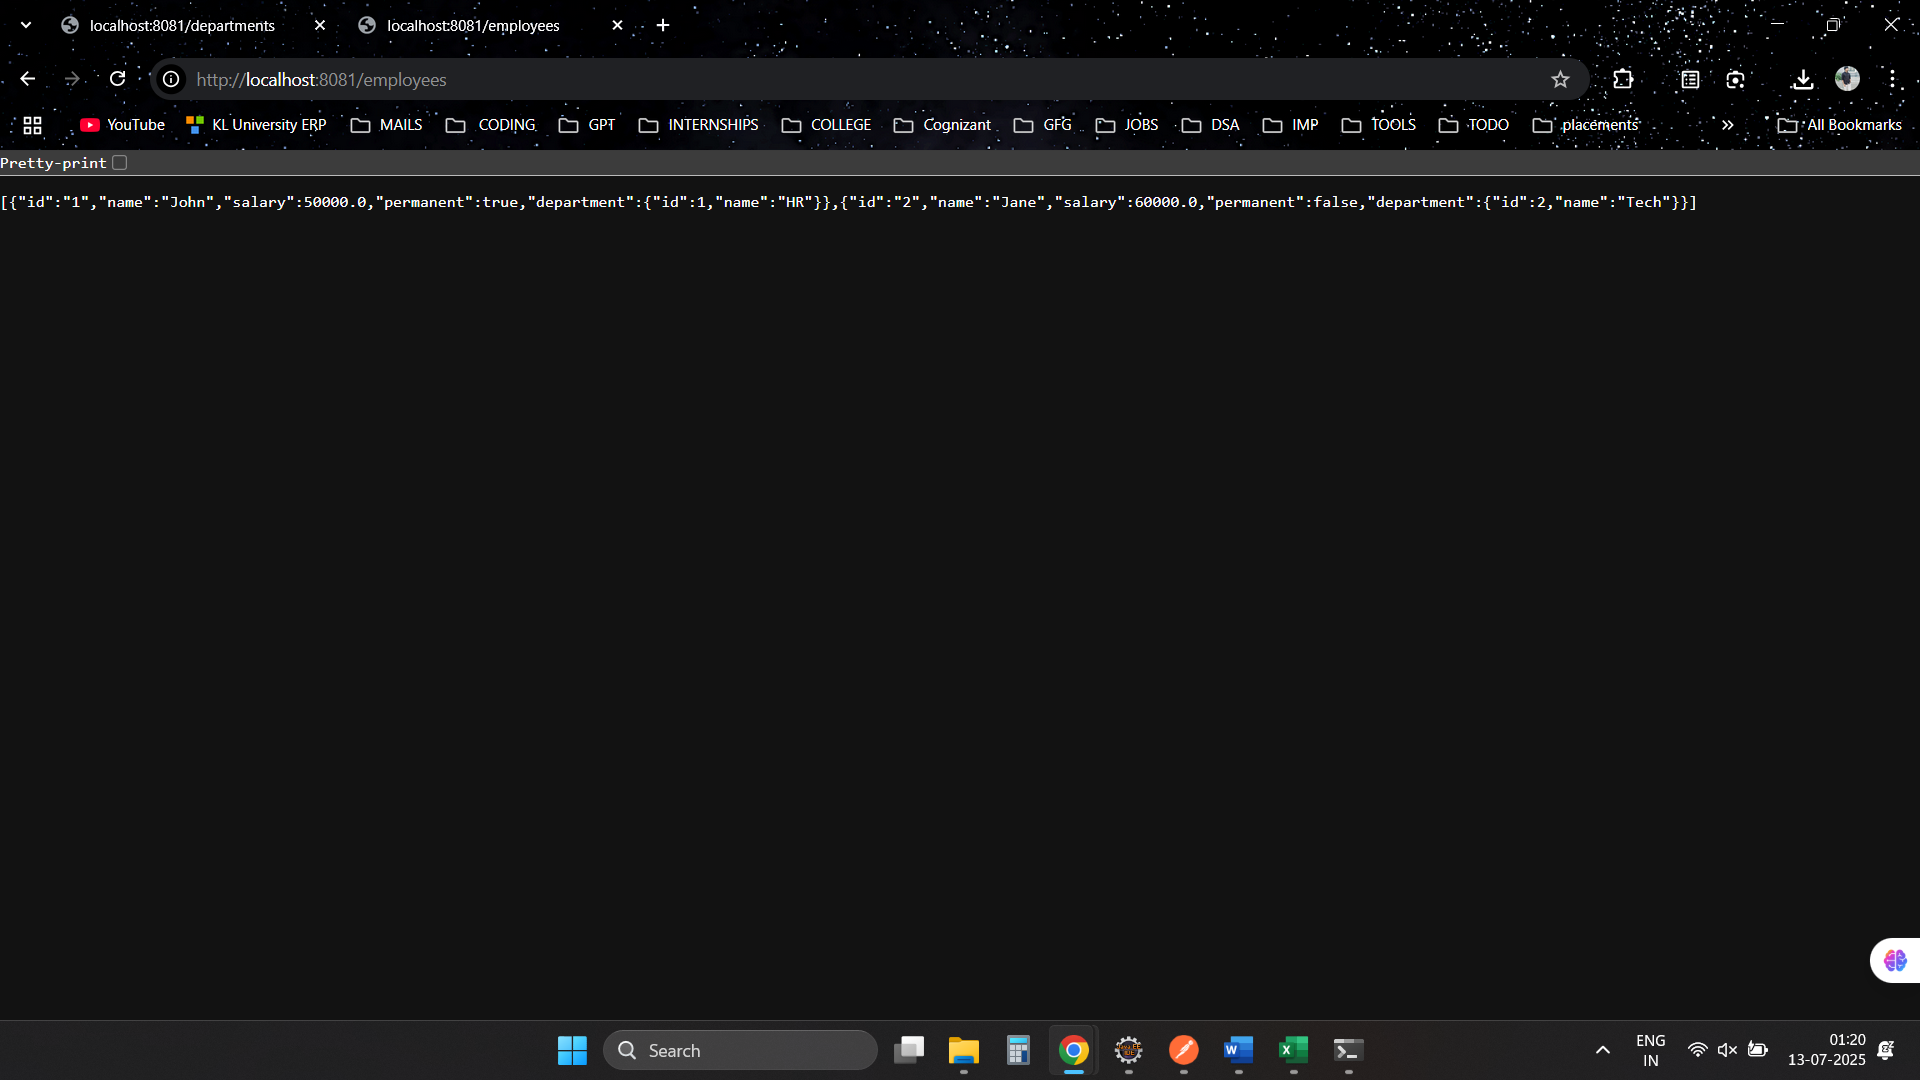 localhost:8081/departments
localhost:8081/employees
http://localhost:8081/employees
YouTube
KL University ERP
MAILS
CODING
GPT
INTERNSHIPS
COLLEGE
Cognizant
GFG
JOBS
DSA
IMP
TOOLS
TODO
placements
All Bookmarks
Pretty-print
[{"id":"1","name":"John","salary":50000.0,"permanent":true,"department":{"id":1,"name":"HR"}},{"id":"2","name":"Jane","salary":60000.0,"permanent":false,"department":{"id":2,"name":"Tech"}}]
Search
ENG
IN
01:20
13-07-2025